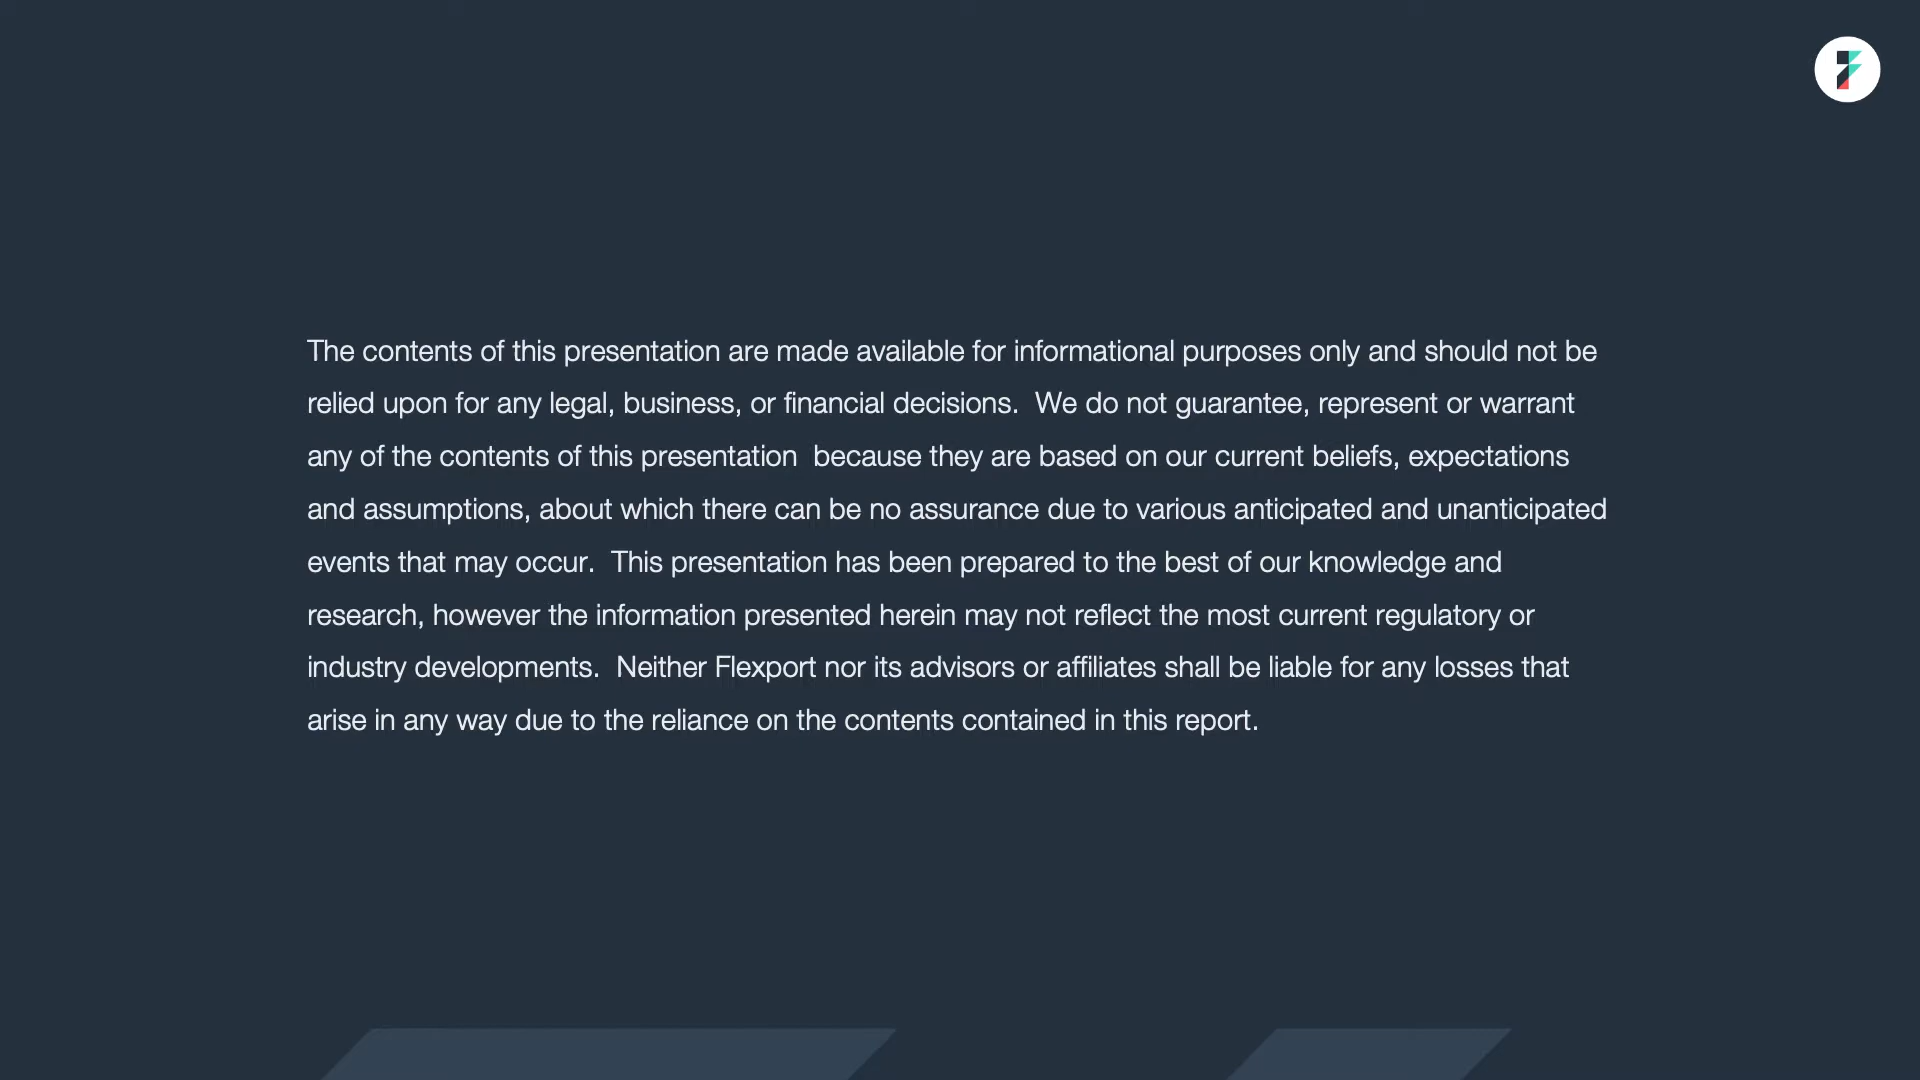 The contents of this presentation are made available for informational purposes only and should not be
relied upon for any legal, business, or financial decisions.  We do not guarantee, represent or warrant
any of the contents of this presentation  because they are based on our current beliefs, expectations
and assumptions, about which there can be no assurance due to various anticipated and unanticipated
events that may occur.  This presentation has been prepared to the best of our knowledge and
research, however the information presented herein may not reflect the most current regulatory or
industry developments.  Neither Flexport nor its advisors or affiliates shall be liable for any losses that
arise in any way due to the reliance on the contents contained in this report.